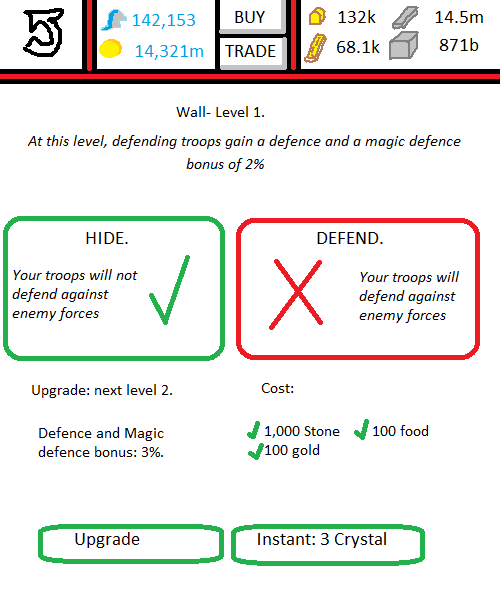 142,153
BUY
132k
14.5m
14,321m
TRADE
68.1k
871b
Wall- Level 1.
At this level, defending troops gain a defence and a magic defence
bonus of 2%
HIDE.
Your troops will not
defend against
enemy forces
DEFEND.
Your troops will
defend against
enemy forces
Upgrade: next level 2.
Defence and Magic
defence bonus: 3%.
Cost:
1,000 Stone
100 food
100 gold
Upgrade
Instant: 3 Crystal